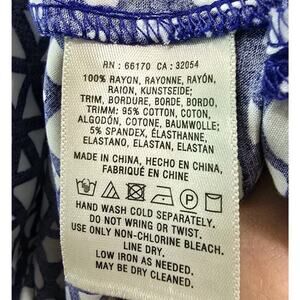 RN : 66170 CA : 32054
100% RAYON, RAYONNE, RAYÓN,
RAION, KUNSTSEIDE;
TRIM, BORDURE, BORDE, BORDO,
TRIMM: 95% COTTON, COTON,
ALGODÓN, COTONE, BAUMWOLLE;
5% SPANDEX, ÉLASTHANNE,
ELASTANO, ELASTAN, ELASTAN
MADE IN CHINA, HECHO EN CHINA,
FABRIQUÉ EN CHINE
HAND WASH COLD SEPARATELY.
DO NOT WRING OR TWIST.
USE ONLY NON-CHLORINE BLEACH.
LINE DRY.
LOW IRON AS NEEDED.
MAY BE DRY CLEANED.